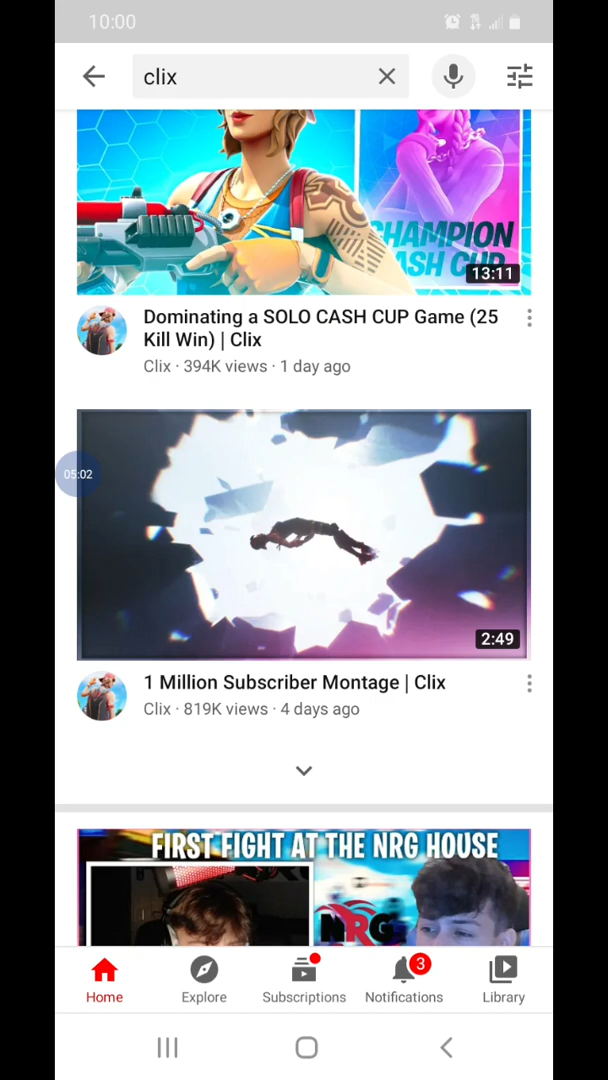 10:00
clix
CHAMPION
CASH CUP
13:11
Dominating a SOLO CASH CUP Game (25
Kill Win) | Clix
Clix · 394K views · 1 day ago
05:02
2:49
1 Million Subscriber Montage | Clix
Clix · 819K views · 4 days ago
FIRST FIGHT AT THE NRG HOUSE
NRG
3
Home
Explore
Subscriptions
Notifications
Library